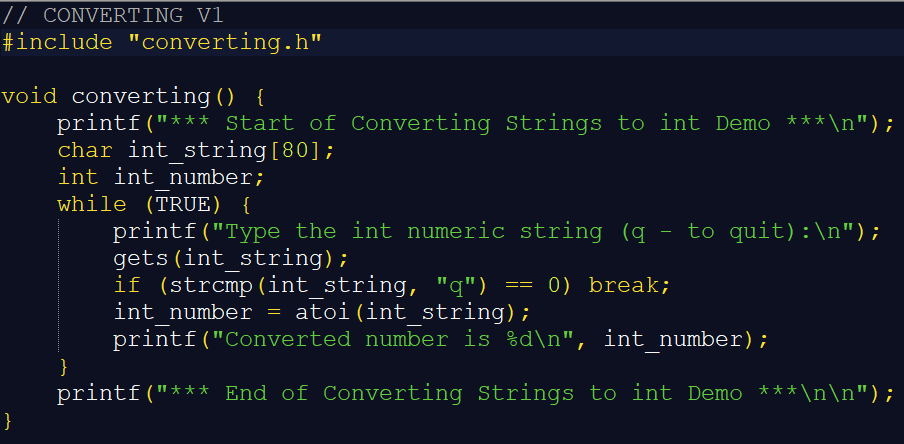 // CONVERTING V1
#include "converting.h"
void converting() {
printf("*** Start of Converting Strings to int Demo ***\n");
char int_string[80];
int int_number;
while (TRUE) {
printf("Type the int numeric string (q - to quit):\n");
gets(int_string);
if (strcmp(int_string, "q") == 0) break;
int_number = atoi(int_string);
printf("Converted number is %d\n", int_number);
}
printf("*** End of Converting Strings to int Demo ***\n\n");
}